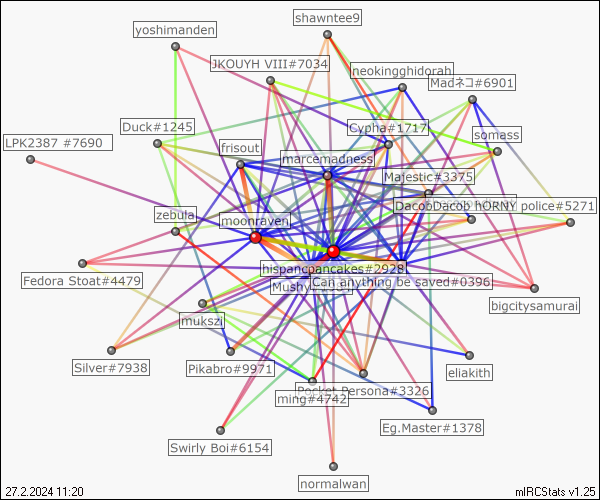 shawntee9
yoshimanden
JKOUYH VIII#7034
neokingghidorah
Madネコ#6901
Duck#1245
Cypha#1717
somass
LPK2387 #7690
frisout
marcemadness
Majestic#3375
DacooDacob hORNY police#5271
zebula
moonraven
hispancpancakes#2928
Fedora Stoat#4479
Can anything be saved#0396
Mushy
bigcitysamurai
mukszi
Silver#7938
Pikabro#9971
eliakith
Pocket Persona#3326
ming#4742
Eg.Master#1378
Swirly Boi#6154
normalwan
27.2.2024 11:20
mIRCStats v1.25